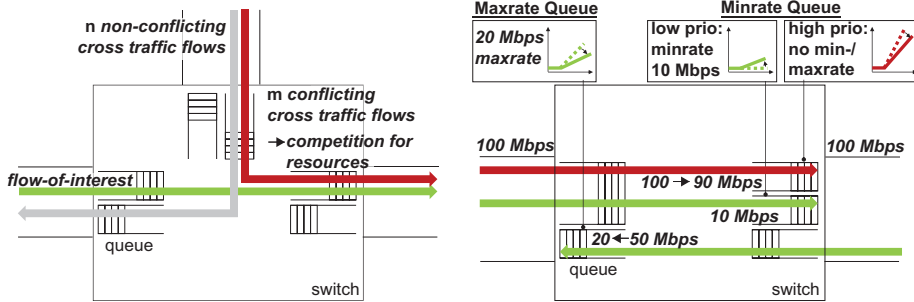 n non-conflicting
cross traffic flows
m conflicting
cross traffic flows
→competition for
resources
flow-of-interest
queue
switch
Maxrate Queue
Minrate Queue
20 Mbps
maxrate
low prio:
minrate
10 Mbps
high prio:
no min-/
maxrate
100 Mbps
100 Mbps
100→90 Mbps
10 Mbps
20←50 Mbps
queue
switch